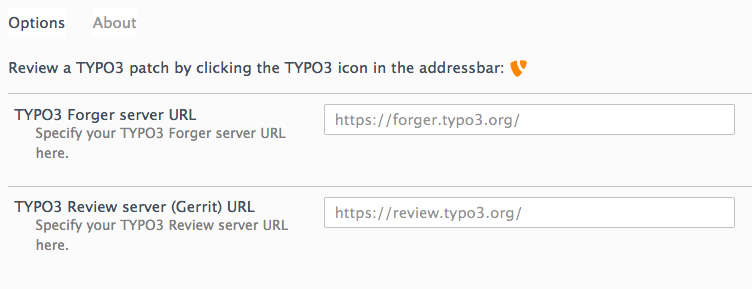 Options About
Review a TYPO3 patch by clicking the TYPO3 icon in the addressbar:
TYPO3 Forger server URL
https://forger.typo3.org/
Specify your TYPO3 Forger server URL
here.
TYPO3 Review server (Gerrit) URL
https://review.typo3.org/
Specify your TYPO3 Review server URL
here.